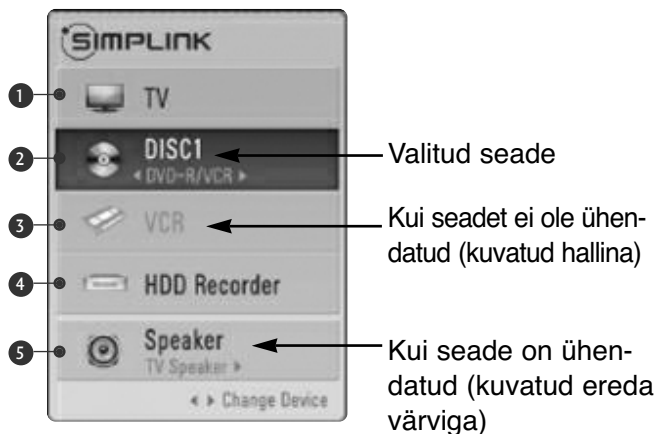 SIMPLINK
1 TV
2 DISC1
◄ DVD-R/VCR ►
Valitud seade
3 VCR
Kui seadet ei ole ühen-
datud (kuvatud hallina)
4 HDD Recorder
5 Speaker
TV Speaker ►
Kui seade on ühen-
datud (kuvatud ereda
värviga)
◄ ► Change Device